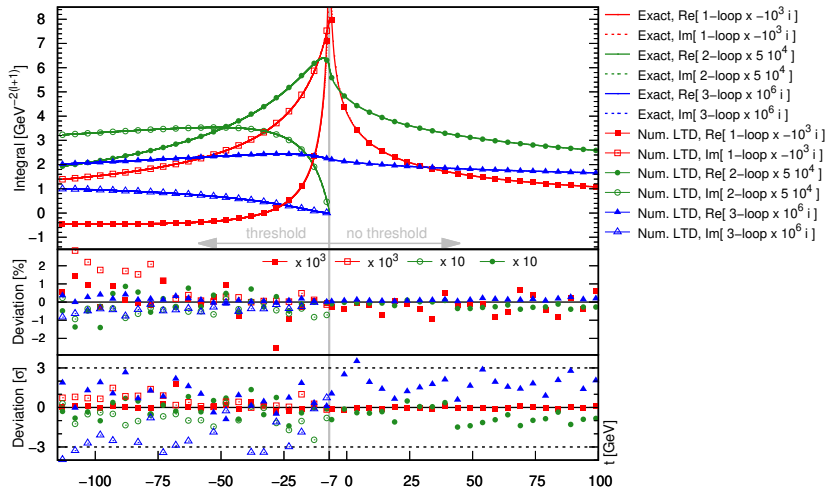 Integral [GeV^-2(l+1)]
8
7
6
5
4
3
2
1
0
−1
threshold
no threshold
Exact, Re[ 1−loop x −10^3 i ]
Exact, Im[ 1−loop x −10^3 i ]
Exact, Re[ 2−loop x 5 10^4 ]
Exact, Im[ 2−loop x 5 10^4 ]
Exact, Re[ 3−loop x 10^6 i ]
Exact, Im[ 3−loop x 10^6 i ]
Num. LTD, Re[ 1−loop x −10^3 i ]
Num. LTD, Im[ 1−loop x −10^3 i ]
Num. LTD, Re[ 2−loop x 5 10^4 ]
Num. LTD, Im[ 2−loop x 5 10^4 ]
Num. LTD, Re[ 3−loop x 10^6 i ]
Num. LTD, Im[ 3−loop x 10^6 i ]
Deviation [%]
2
1
0
−1
−2
x 10^3
x 10^3
x 10
x 10
Deviation [σ]
3
0
−3
−100
−75
−50
−25
−7
0
25
50
75
100
t [GeV]